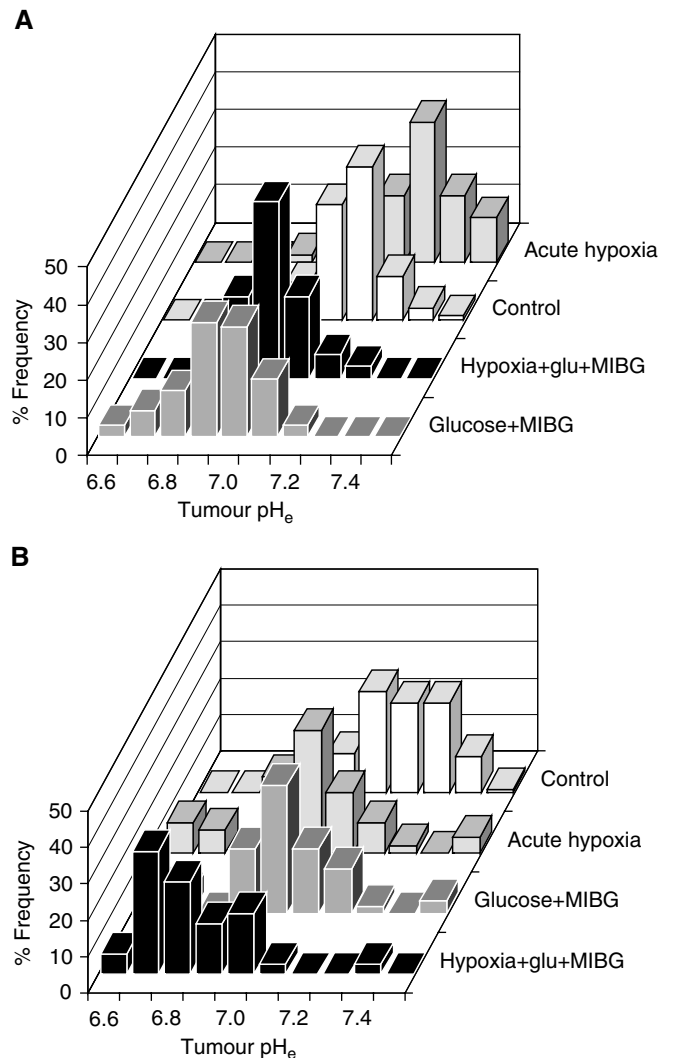 A
Acute hypoxia
Control
Hypoxia+glu+MIBG
Glucose+MIBG
50
40
30
20
10
0
% Frequency
6.6 6.8 7.0 7.2 7.4
Tumour pHe
B
Control
Acute hypoxia
Glucose+MIBG
Hypoxia+glu+MIBG
50
40
30
20
10
0
% Frequency
6.6 6.8 7.0 7.2 7.4
Tumour pHe